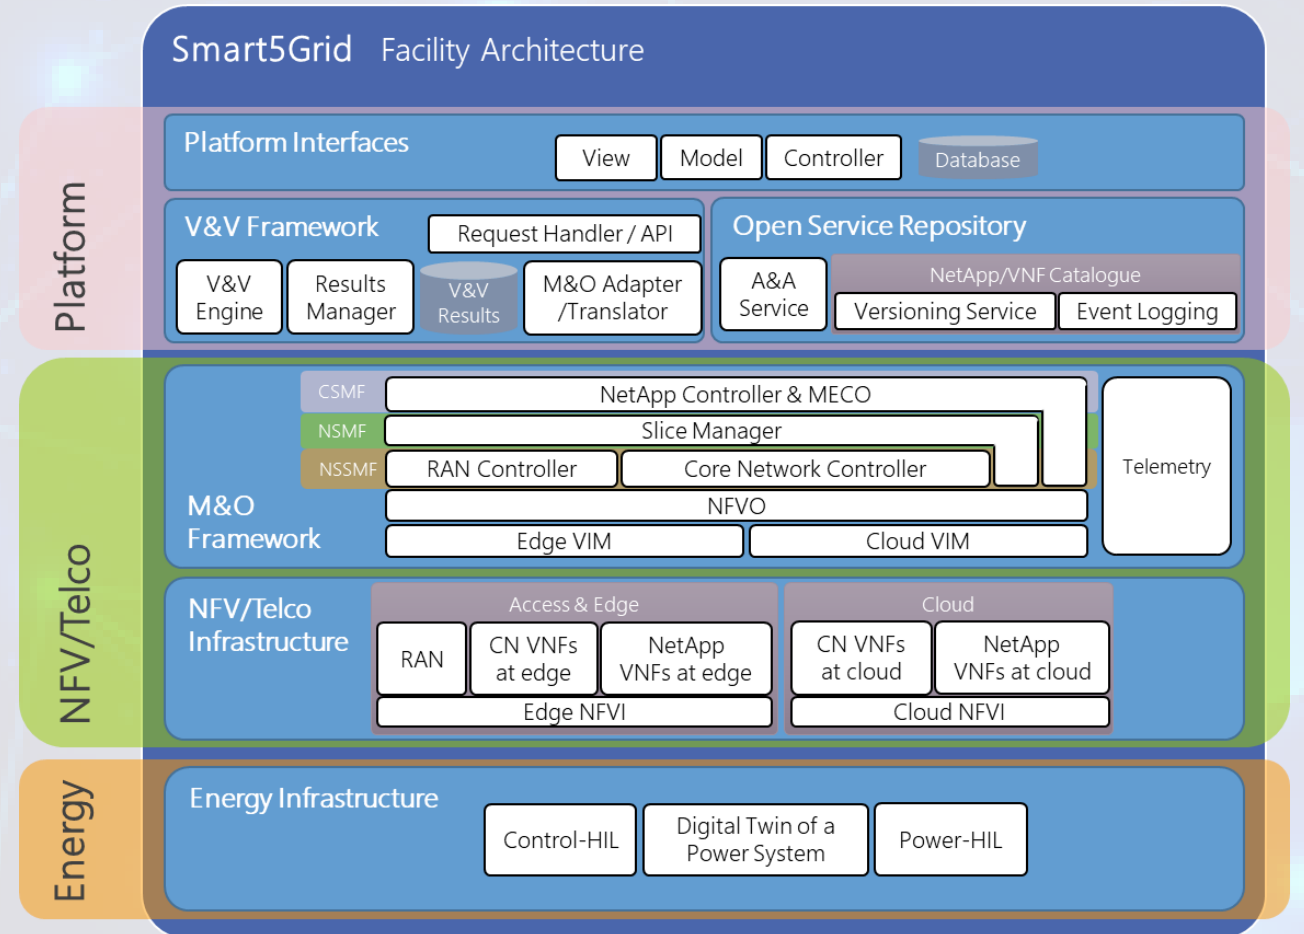 Smart5Grid Facility Architecture
Platform
Platform Interfaces
View
Model
Controller
Database
V&V Framework
Request Handler / API
V&V
Engine
Results
Manager
V&V
Results
M&O Adapter
/Translator
Open Service Repository
A&A
Service
NetApp/VNF Catalogue
Versioning Service
Event Logging
NFV/Telco
M&O
Framework
CSMF
NetApp Controller & MECO
NSMF
Slice Manager
NSSMF
RAN Controller
Core Network Controller
NFVO
Edge VIM
Cloud VIM
Telemetry
NFV/Telco
Infrastructure
Access & Edge
RAN
CN VNFs
at edge
NetApp
VNFs at edge
Edge NFVI
Cloud
CN VNFs
at cloud
NetApp
VNFs at cloud
Cloud NFVI
Energy
Energy Infrastructure
Control-HIL
Digital Twin of a
Power System
Power-HIL